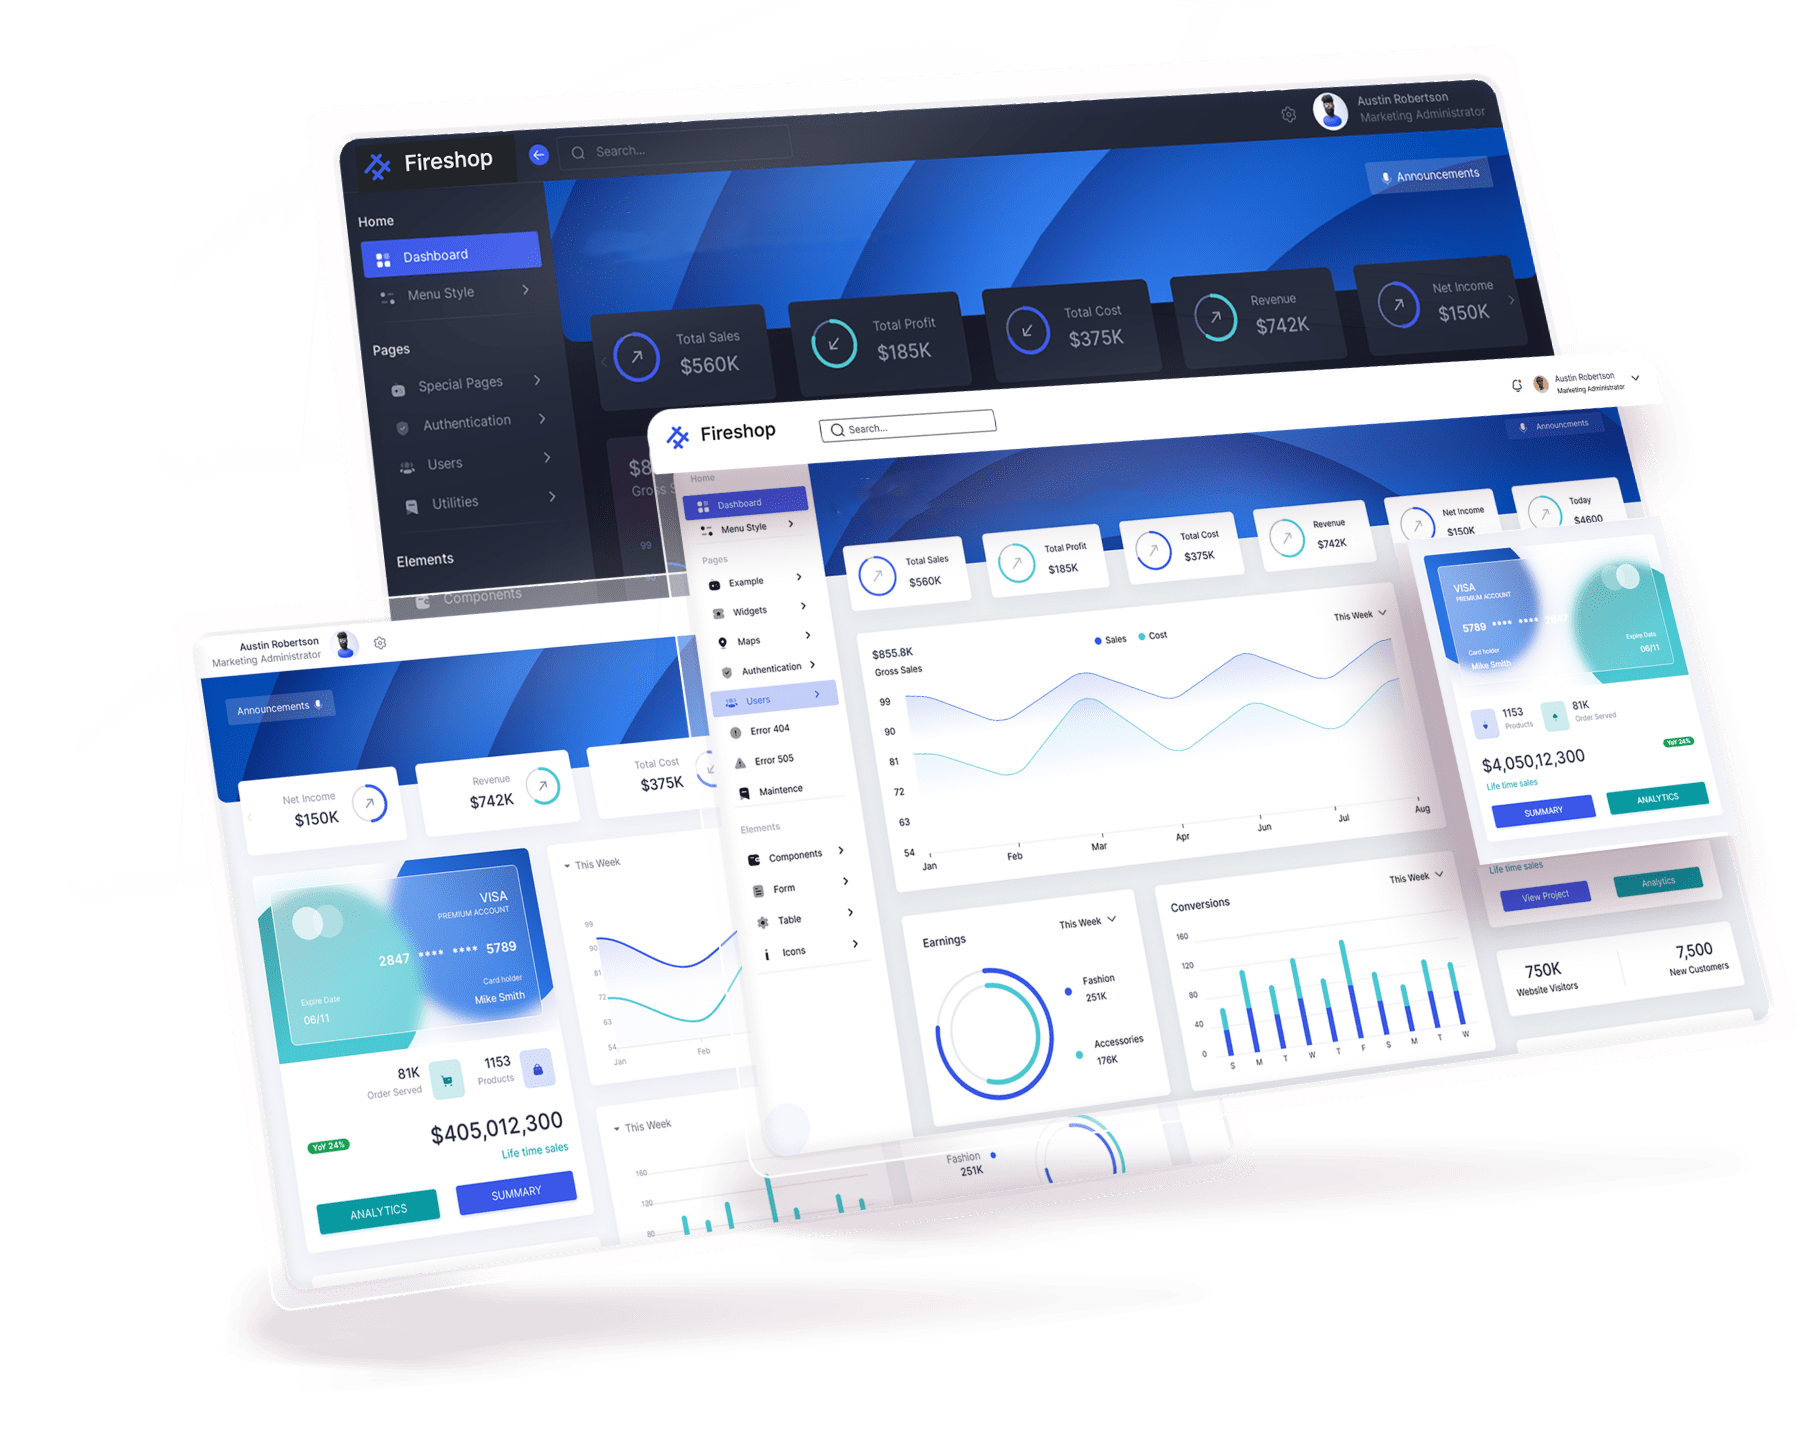 Fireshop
Search...
Austin Robertson
Marketing Administrator
Announcements
Home
Dashboard
Menu Style
Pages
Special Pages
Authentication
Users
Utilities
Elements
Components
Total Sales
$560K
Total Profit
$185K
Total Cost
$375K
Revenue
$742K
Net Income
$150K
$8
Gross S
99
Fireshop
Search...
Austin Robertson
Marketing Administrator
Announcments
Home
Dashboard
Menu Style
Pages
Example
Widgets
Maps
Authentication
Users
Error 404
Error 505
Maintence
Elements
Components
Form
Table
Icons
Total Sales
$560K
Total Profit
$185K
Total Cost
$375K
Revenue
$742K
Net Income
$150K
Today
$4600
$855.8K
Gross Sales
Sales
Cost
This Week
99
90
81
72
63
54
Jan
Feb
Mar
Apr
Jun
Jul
Aug
Earnings
This Week
Fashion
251K
Accessories
176K
Conversions
This Week
160
120
80
40
0
S
M
T
W
T
F
S
M
T
W
VISA
PREMIUM ACCOUNT
5789 **** **** 2847
Card holder
Mike Smith
Expire Date
06/11
1153
Products
81K
Order Served
$4,050,12,300
YoY 24%
Life time sales
SUMMARY
ANALYTICS
Life time sales
View Project
Analytics
750K
Website Visitors
7,500
New Customers
Austin Robertson
Marketing Administrator
Announcements
Net Income
$150K
Revenue
$742K
Total Cost
$375K
VISA
PREMIUM ACCOUNT
2847 **** **** 5789
Card holder
Mike Smith
Expire Date
06/11
81K
Order Served
1153
Products
$405,012,300
YoY 24%
Life time sales
ANALYTICS
SUMMARY
This Week
99
90
81
72
63
54
Jan
Feb
This Week
160
120
80
Fashion
251K